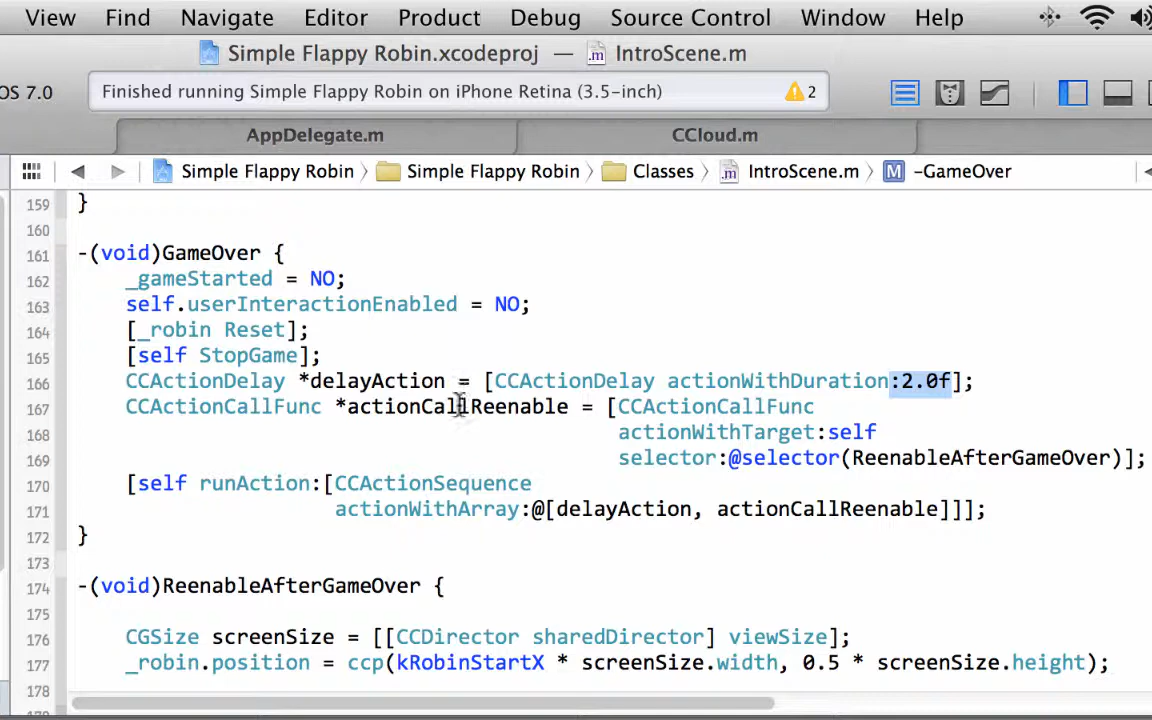 View Find Navigate Editor Product Debug Source Control Window Help
Simple Flappy Robin.xcodeproj — IntroScene.m
OS 7.0 Finished running Simple Flappy Robin on iPhone Retina (3.5-inch) 2
AppDelegate.m CCloud.m
Simple Flappy Robin 〉 Simple Flappy Robin 〉 Classes 〉 IntroScene.m 〉 M -GameOver
159 }
160
161 -(void)GameOver {
162 _gameStarted = NO;
163 self.userInteractionEnabled = NO;
164 [_robin Reset];
165 [self StopGame];
166 CCActionDelay *delayAction = [CCActionDelay actionWithDuration:2.0f];
167 CCActionCallFunc *actionCallReenable = [CCActionCallFunc
168 actionWithTarget:self
169 selector:@selector(ReenableAfterGameOver)];
170 [self runAction:[CCActionSequence
171 actionWithArray:@[delayAction, actionCallReenable]]];
172 }
173
174 -(void)ReenableAfterGameOver {
175
176 CGSize screenSize = [[CCDirector sharedDirector] viewSize];
177 _robin.position = ccp(kRobinStartX * screenSize.width, 0.5 * screenSize.height);
178